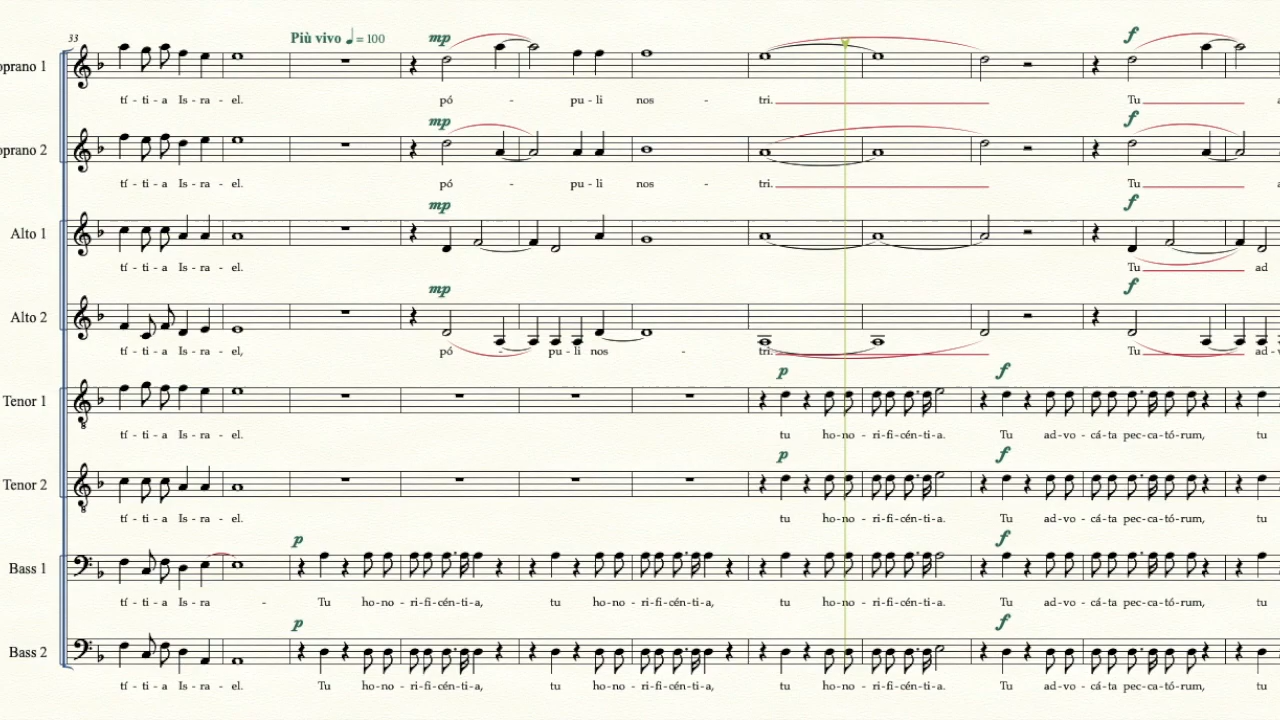 33
Più vivo ♩ = 100
mp
f
oprano 1
tí - ti - a Is - ra - el. pó - pu - li nos - tri. Tu
mp
f
oprano 2
tí - ti - a Is - ra - el. pó - pu - li nos - tri. Tu
mp
f
Alto 1
tí - ti - a Is - ra - el. Tu ad
mp
f
Alto 2
tí - ti - a Is - ra - el, pó - pu - li nos - tri. Tu ad - v
p
f
Tenor 1
tí - ti - a Is - ra - el. tu ho - no - ri - fi - cén - ti - a. Tu ad - vo - cá - ta pec - ca - tó - rum, tu
p
f
Tenor 2
tí - ti - a Is - ra - el. tu ho - no - ri - fi - cén - ti - a. Tu ad - vo - cá - ta pec - ca - tó - rum, tu
p
f
Bass 1
tí - ti - a Is - ra - Tu ho - no - ri - fi - cén - ti - a, tu ho - no - ri - fi - cén - ti - a, tu ho - no - ri - fi - cén - ti - a. Tu ad - vo - cá - ta pec - ca - tó - rum, tu
p
f
Bass 2
tí - ti - a Is - ra - el. Tu ho - no - ri - fi - cén - ti - a, tu ho - no - ri - fi - cén - ti - a, tu ho - no - ri - fi - cén - ti - a. Tu ad - vo - cá - ta pec - ca - tó - rum, tu